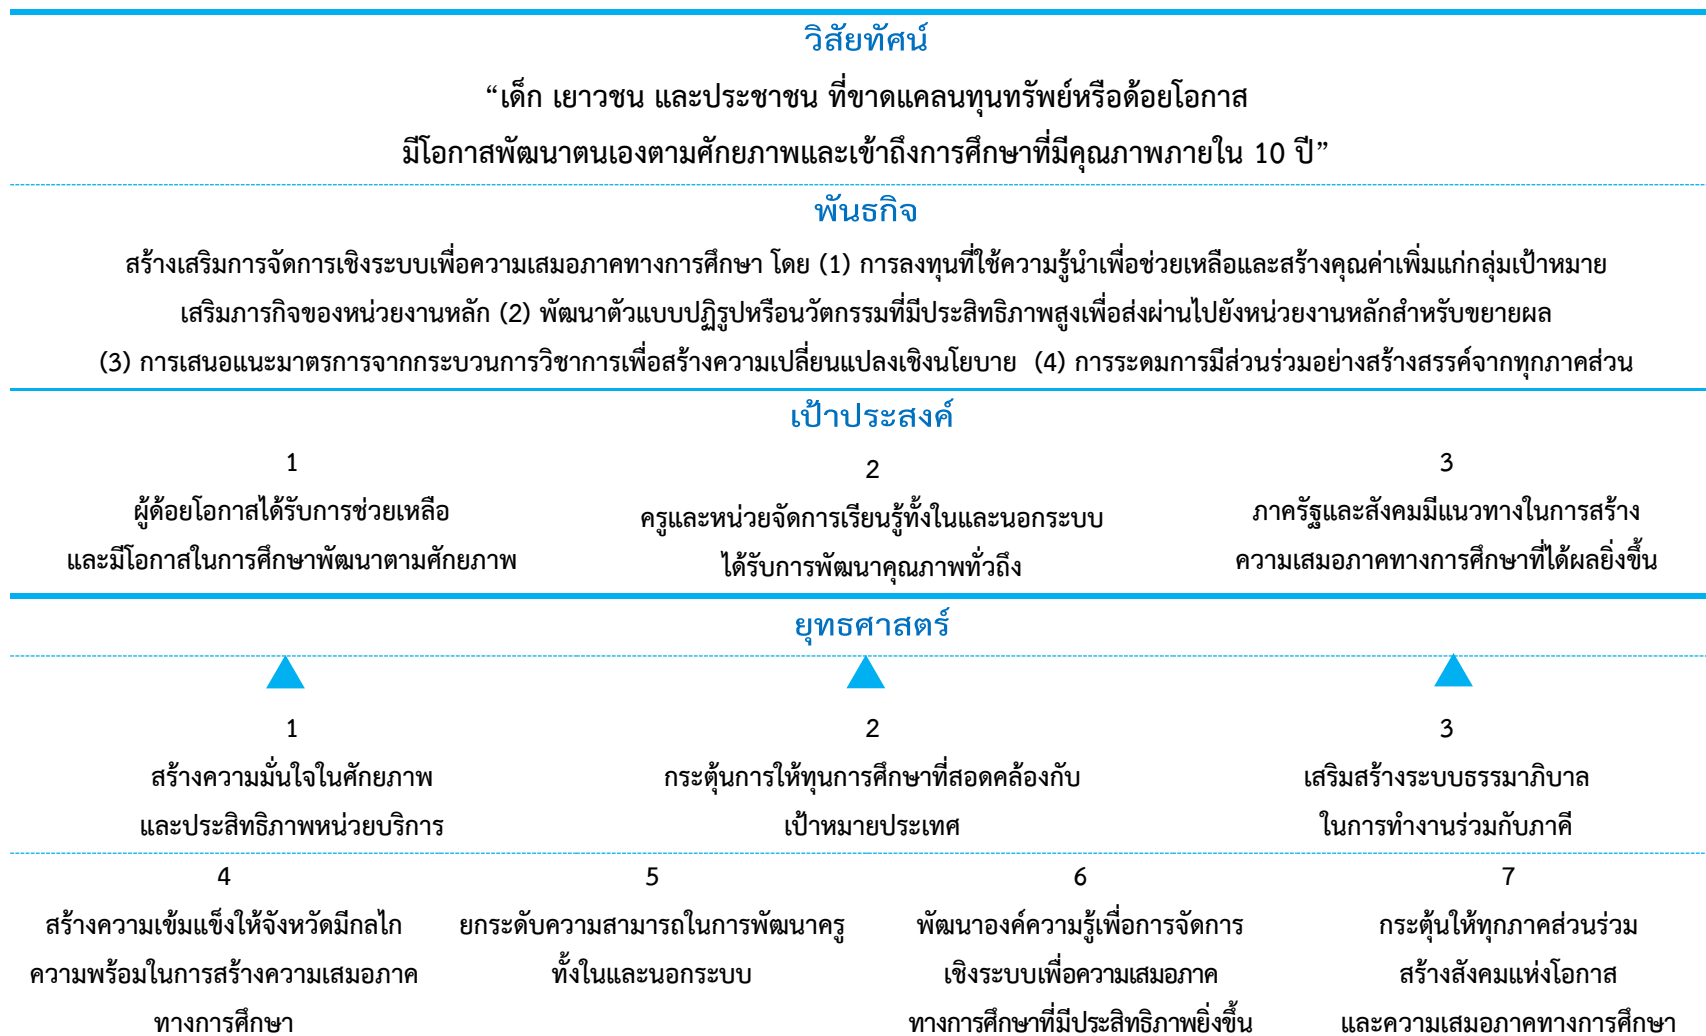 วิสัยทัศน์
“เด็ก เยาวชน และประชาชน ที่ขาดแคลนทุนทรัพย์หรือด้อยโอกาส
มีโอกาสพัฒนาตนเองตามศักยภาพและเข้าถึงการศึกษาที่มีคุณภาพภายใน 10 ปี”
พันธกิจ
สร้างเสริมการจัดการเชิงระบบเพื่อความเสมอภาคทางการศึกษา โดย (1) การลงทุนที่ใช้ความรู้นำเพื่อช่วยเหลือและสร้างคุณค่าเพิ่มแก่กลุ่มเป้าหมาย
เสริมภารกิจของหน่วยงานหลัก (2) พัฒนาตัวแบบปฏิรูปหรือนวัตกรรมที่มีประสิทธิภาพสูงเพื่อส่งผ่านไปยังหน่วยงานหลักสำหรับขยายผล
(3) การเสนอแนะมาตรการจากกระบวนการวิชาการเพื่อสร้างความเปลี่ยนแปลงเชิงนโยบาย (4) การระดมการมีส่วนร่วมอย่างสร้างสรรค์จากทุกภาคส่วน
เป้าประสงค์
1
ผู้ด้อยโอกาสได้รับการช่วยเหลือ
และมีโอกาสในการศึกษาพัฒนาตามศักยภาพ
2
ครูและหน่วยจัดการเรียนรู้ทั้งในและนอกระบบ
ได้รับการพัฒนาคุณภาพทั่วถึง
3
ภาครัฐและสังคมมีแนวทางในการสร้าง
ความเสมอภาคทางการศึกษาที่ได้ผลยิ่งขึ้น
ยุทธศาสตร์
1
สร้างความมั่นใจในศักยภาพ
และประสิทธิภาพหน่วยบริการ
2
กระตุ้นการให้ทุนการศึกษาที่สอดคล้องกับ
เป้าหมายประเทศ
3
เสริมสร้างระบบธรรมาภิบาล
ในการทำงานร่วมกับภาคี
4
สร้างความเข้มแข็งให้จังหวัดมีกลไก
ความพร้อมในการสร้างความเสมอภาค
ทางการศึกษา
5
ยกระดับความสามารถในการพัฒนาครู
ทั้งในและนอกระบบ
6
พัฒนาองค์ความรู้เพื่อการจัดการ
เชิงระบบเพื่อความเสมอภาค
ทางการศึกษาที่มีประสิทธิภาพยิ่งขึ้น
7
กระตุ้นให้ทุกภาคส่วนร่วม
สร้างสังคมแห่งโอกาส
และความเสมอภาคทางการศึกษา